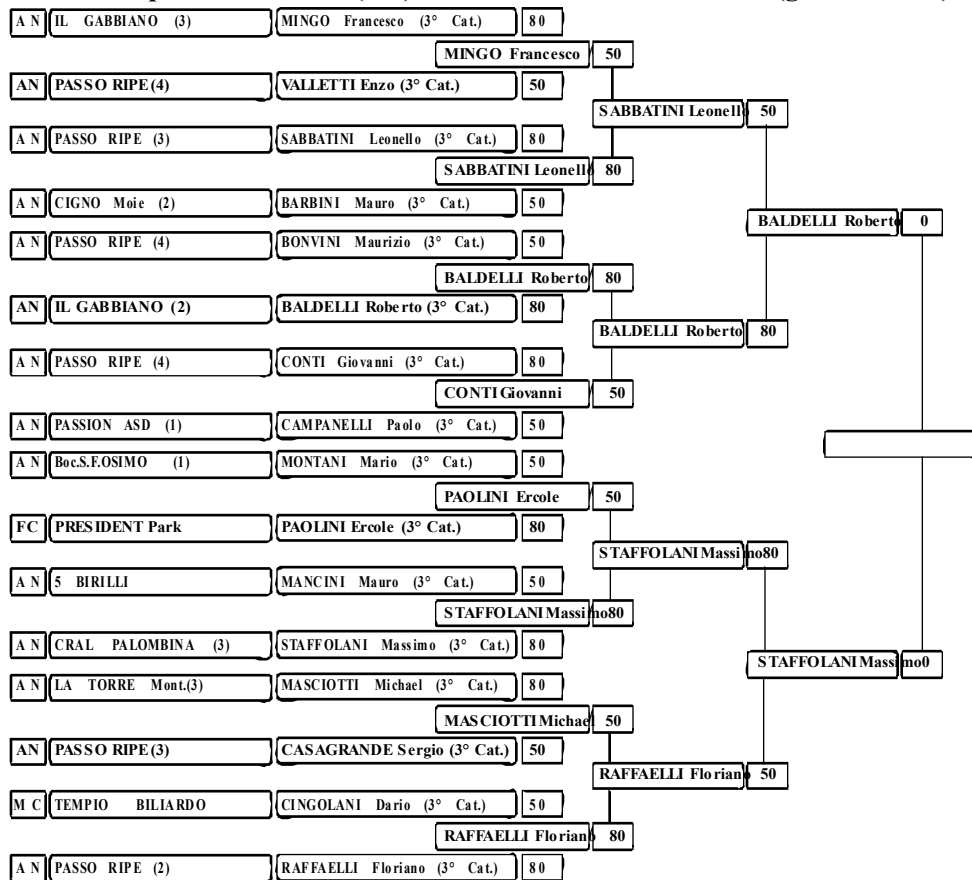 A N IL GABBIANO (3) MINGO Francesco (3° Cat.) 80
MINGO Francesco 50
AN PASSO RIPE(4) VALLETTI Enzo (3° Cat.) 50
SABBATINI Leonello 50
A N PASSO RIPE (3) SABBATINI Leonello (3° Cat.) 80
SABBATINI Leonello 80
A N CIGNO Moie (2) BARBINI Mauro (3° Cat.) 50
BALDELLI Roberto 0
A N PASSO RIPE (4) BONVINI Maurizio (3° Cat.) 50
BALDELLI Roberto 80
AN IL GABBIANO (2) BALDELLI Roberto (3° Cat.) 80
BALDELLI Roberto 80
A N PASSO RIPE (4) CONTI Giovanni (3° Cat.) 80
CONTI Giovanni 50
A N PASSION ASD (1) CAMPANELLI Paolo (3° Cat.) 50
A N Boc.S.F.OSIMO (1) MONTANI Mario (3° Cat.) 50
PAOLINI Ercole 50
FC PRESIDENT Park PAOLINI Ercole (3° Cat.) 80
STAFFOLANI Massimo 80
A N 5 BIRILLI MANCINI Mauro (3° Cat.) 50
STAFFOLANI Massimo 80
A N CRAL PALOMBINA (3) STAFFOLANI Massimo (3° Cat.) 80
STAFFOLANI Massimo 0
A N LA TORRE Mont.(3) MASCIOTTI Michael (3° Cat.) 80
MASCIOTTI Michael 50
AN PASSO RIPE(3) CASAGRANDE Sergio (3° Cat.) 50
RAFFAELLI Floriano 50
M C TEMPIO BILIARDO CINGOLANI Dario (3° Cat.) 50
RAFFAELLI Floriano 80
A N PASSO RIPE (2) RAFFAELLI Floriano (3° Cat.) 80